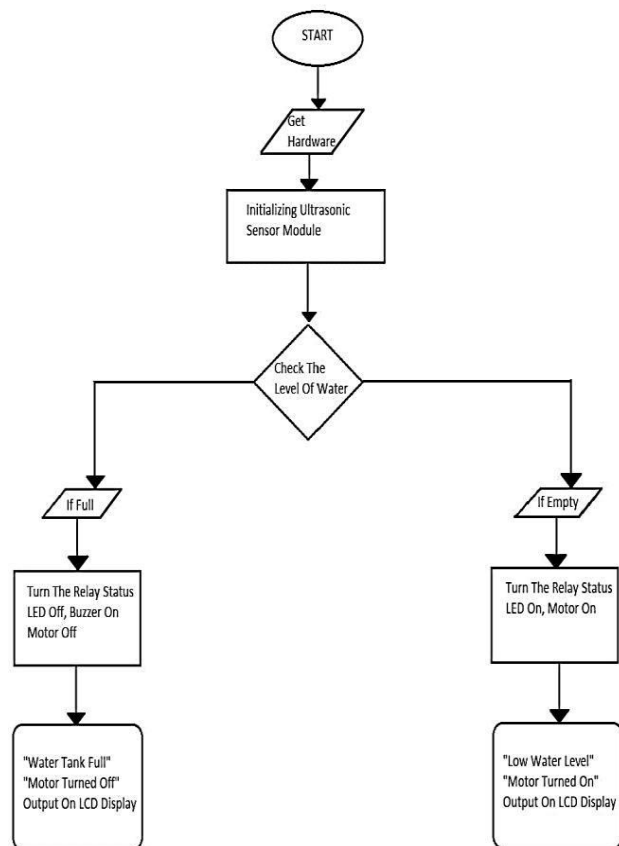 START
Get
Hardware
Initializing Ultrasonic
Sensor Module
Check The
Level Of Water
If Full
If Empty
Turn The Relay Status
LED Off, Buzzer On
Motor Off
Turn The Relay Status
LED On, Motor On
"Water Tank Full"
"Motor Turned Off"
Output On LCD Display
"Low Water Level"
"Motor Turned On"
Output On LCD Display